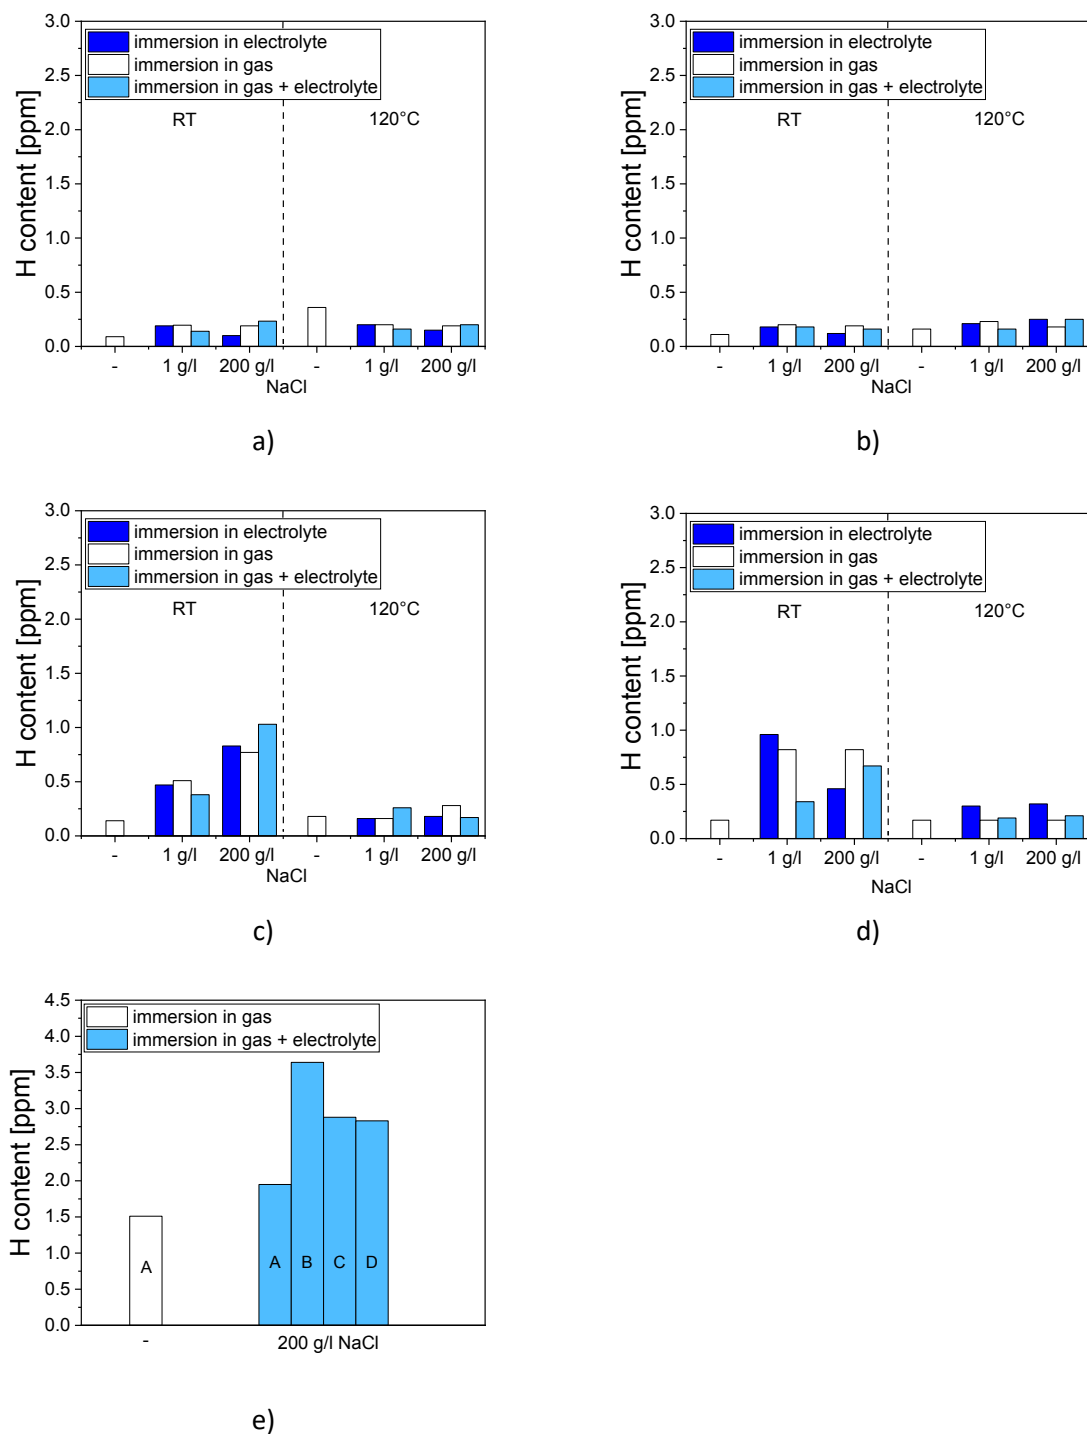 3.0
2.5
2.0
1.5
1.0
0.5
0.0
H content [ppm]
immersion in electrolyte
immersion in gas
immersion in gas + electrolyte
RT 120°C
- 1 g/l 200 g/l - 1 g/l 200 g/l
NaCl
a)
3.0
2.5
2.0
1.5
1.0
0.5
0.0
H content [ppm]
immersion in electrolyte
immersion in gas
immersion in gas + electrolyte
RT 120°C
- 1 g/l 200 g/l - 1 g/l 200 g/l
NaCl
b)
3.0
2.5
2.0
1.5
1.0
0.5
0.0
H content [ppm]
immersion in electrolyte
immersion in gas
immersion in gas + electrolyte
RT 120°C
- 1 g/l 200 g/l - 1 g/l 200 g/l
NaCl
c)
3.0
2.5
2.0
1.5
1.0
0.5
0.0
H content [ppm]
immersion in electrolyte
immersion in gas
immersion in gas + electrolyte
RT 120°C
- 1 g/l 200 g/l - 1 g/l 200 g/l
NaCl
d)
4.5
4.0
3.5
3.0
2.5
2.0
1.5
1.0
0.5
0.0
H content [ppm]
immersion in gas
immersion in gas + electrolyte
A A B C D
- 200 g/l NaCl
e)